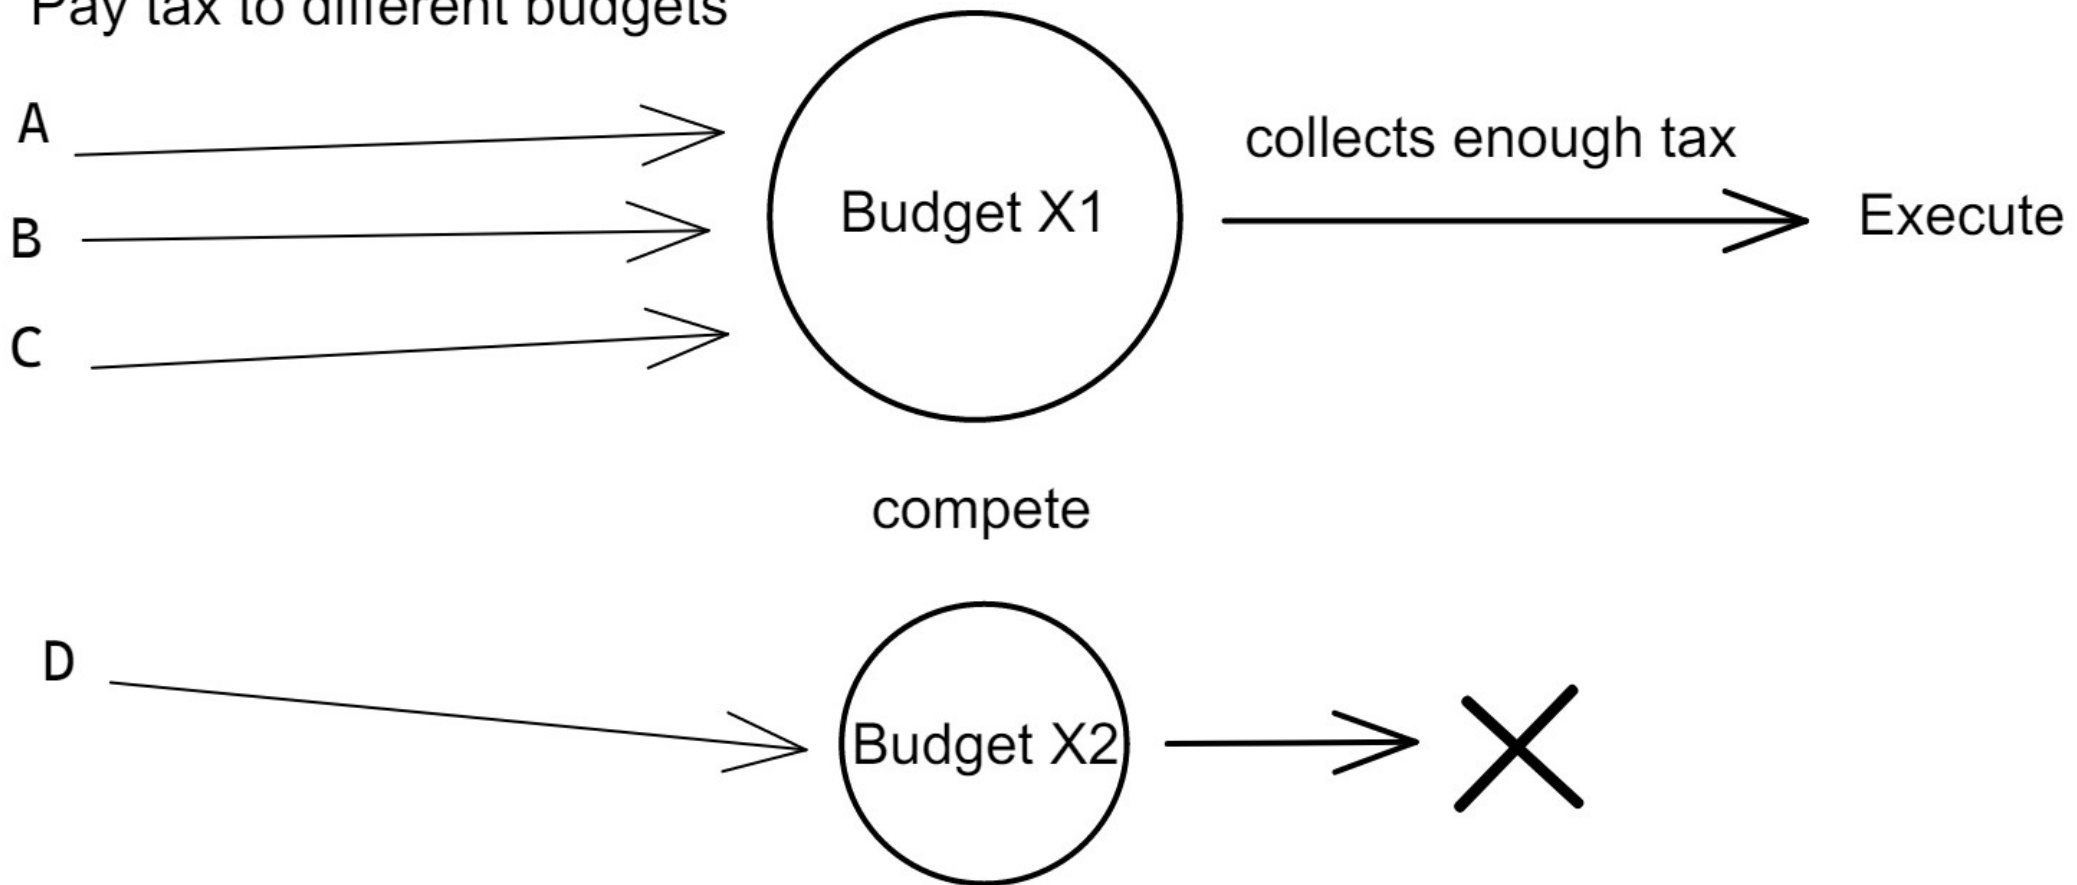 Pay tax to different budgets
A
B
C
Budget X1
collects enough tax
Execute
compete
D
Budget X2